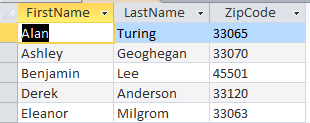 FirstName LastName ZipCode
Alan Turing 33065
Ashley Geoghegan 33070
Benjamin Lee 45501
Derek Anderson 33120
Eleanor Milgrom 33063